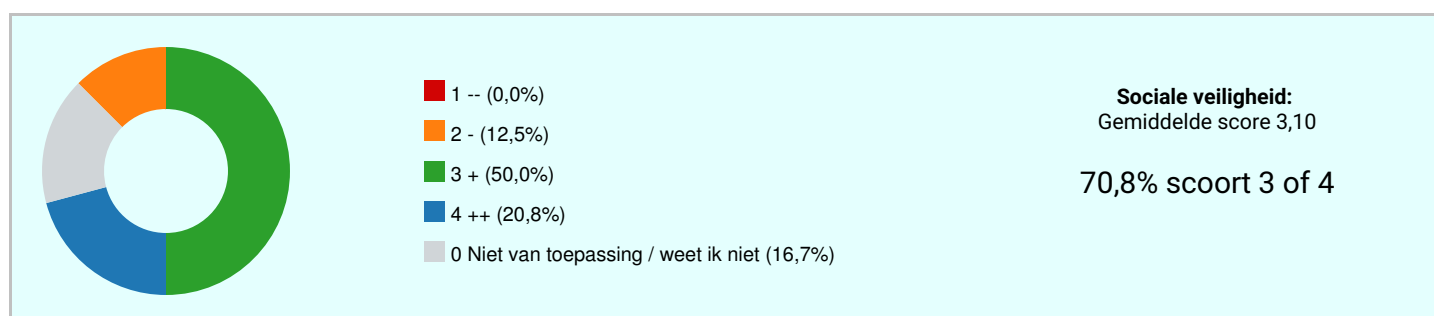 1 -- (0,0%)
2 - (12,5%)
3 + (50,0%)
4 ++ (20,8%)
0 Niet van toepassing / weet ik niet (16,7%)
Sociale veiligheid:
Gemiddelde score 3,10
70,8% scoort 3 of 4